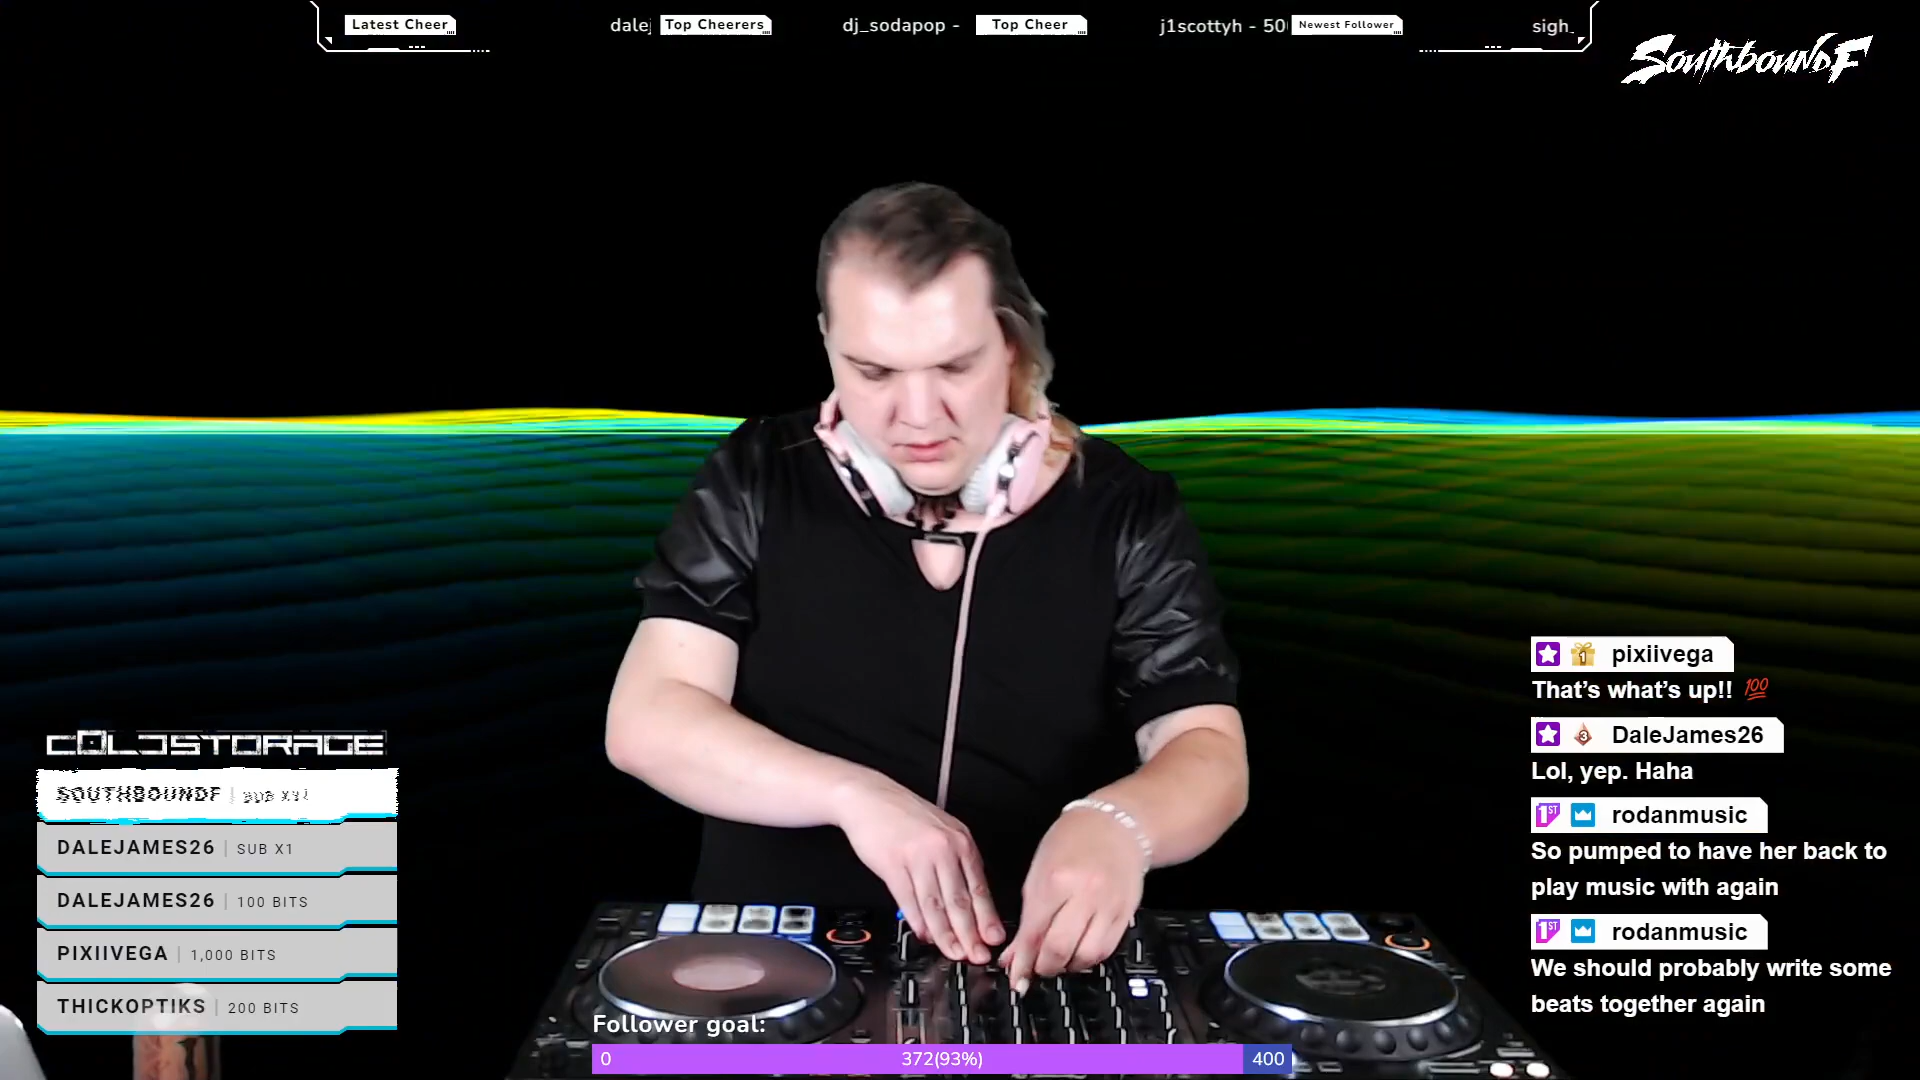 Latest Cheer
dalej
Top Cheerers
dj_sodapop -
Top Cheer
j1scottyh - 50
Newest Follower
sigh_
SouthboundF
pixiivega
That’s what’s up!! 💯
DaleJames26
Lol, yep. Haha
rodanmusic
So pumped to have her back to
play music with again
rodanmusic
We should probably write some
beats together again
COLDSTORAGE
SOUTHBOUNDF | SUB
DALEJAMES26 | SUB X1
DALEJAMES26 | 100 BITS
PIXIIVEGA | 1,000 BITS
THICKOPTIKS | 200 BITS
Follower goal:
0 372(93%) 400